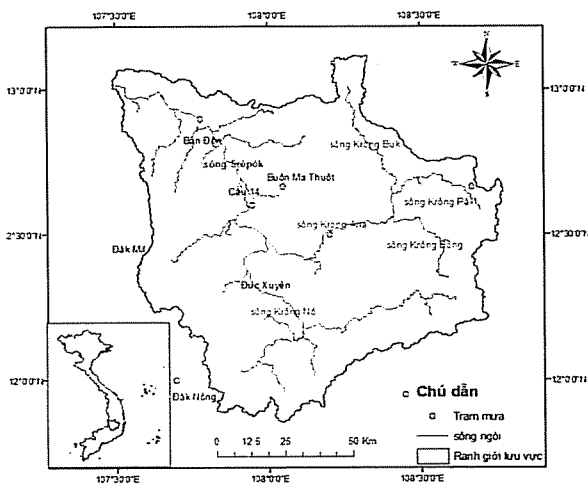 107°30'0"E 108°0'0"E 108°30'0"E
N
W E
S
13°0'0"N 13°0'0"N
Bản Đôn
sông Srêpôk
sông Krông Buk
Buôn Ma Thuôt
Cầu 14
sông Krông Ana
sông Krông Bông
2°30'0"N 12°30'0"N
Đăk Mil
Đức Xuyên
sông Krông Nô
12°0'0"N 12°0'0"N
Đăk Nông
Chú dẫn
Trạm mưa
sông ngòi
Ranh giới lưu vực
0 12.5 25 50 Km
107°30'0"E 108°0'0"E 108°30'0"E